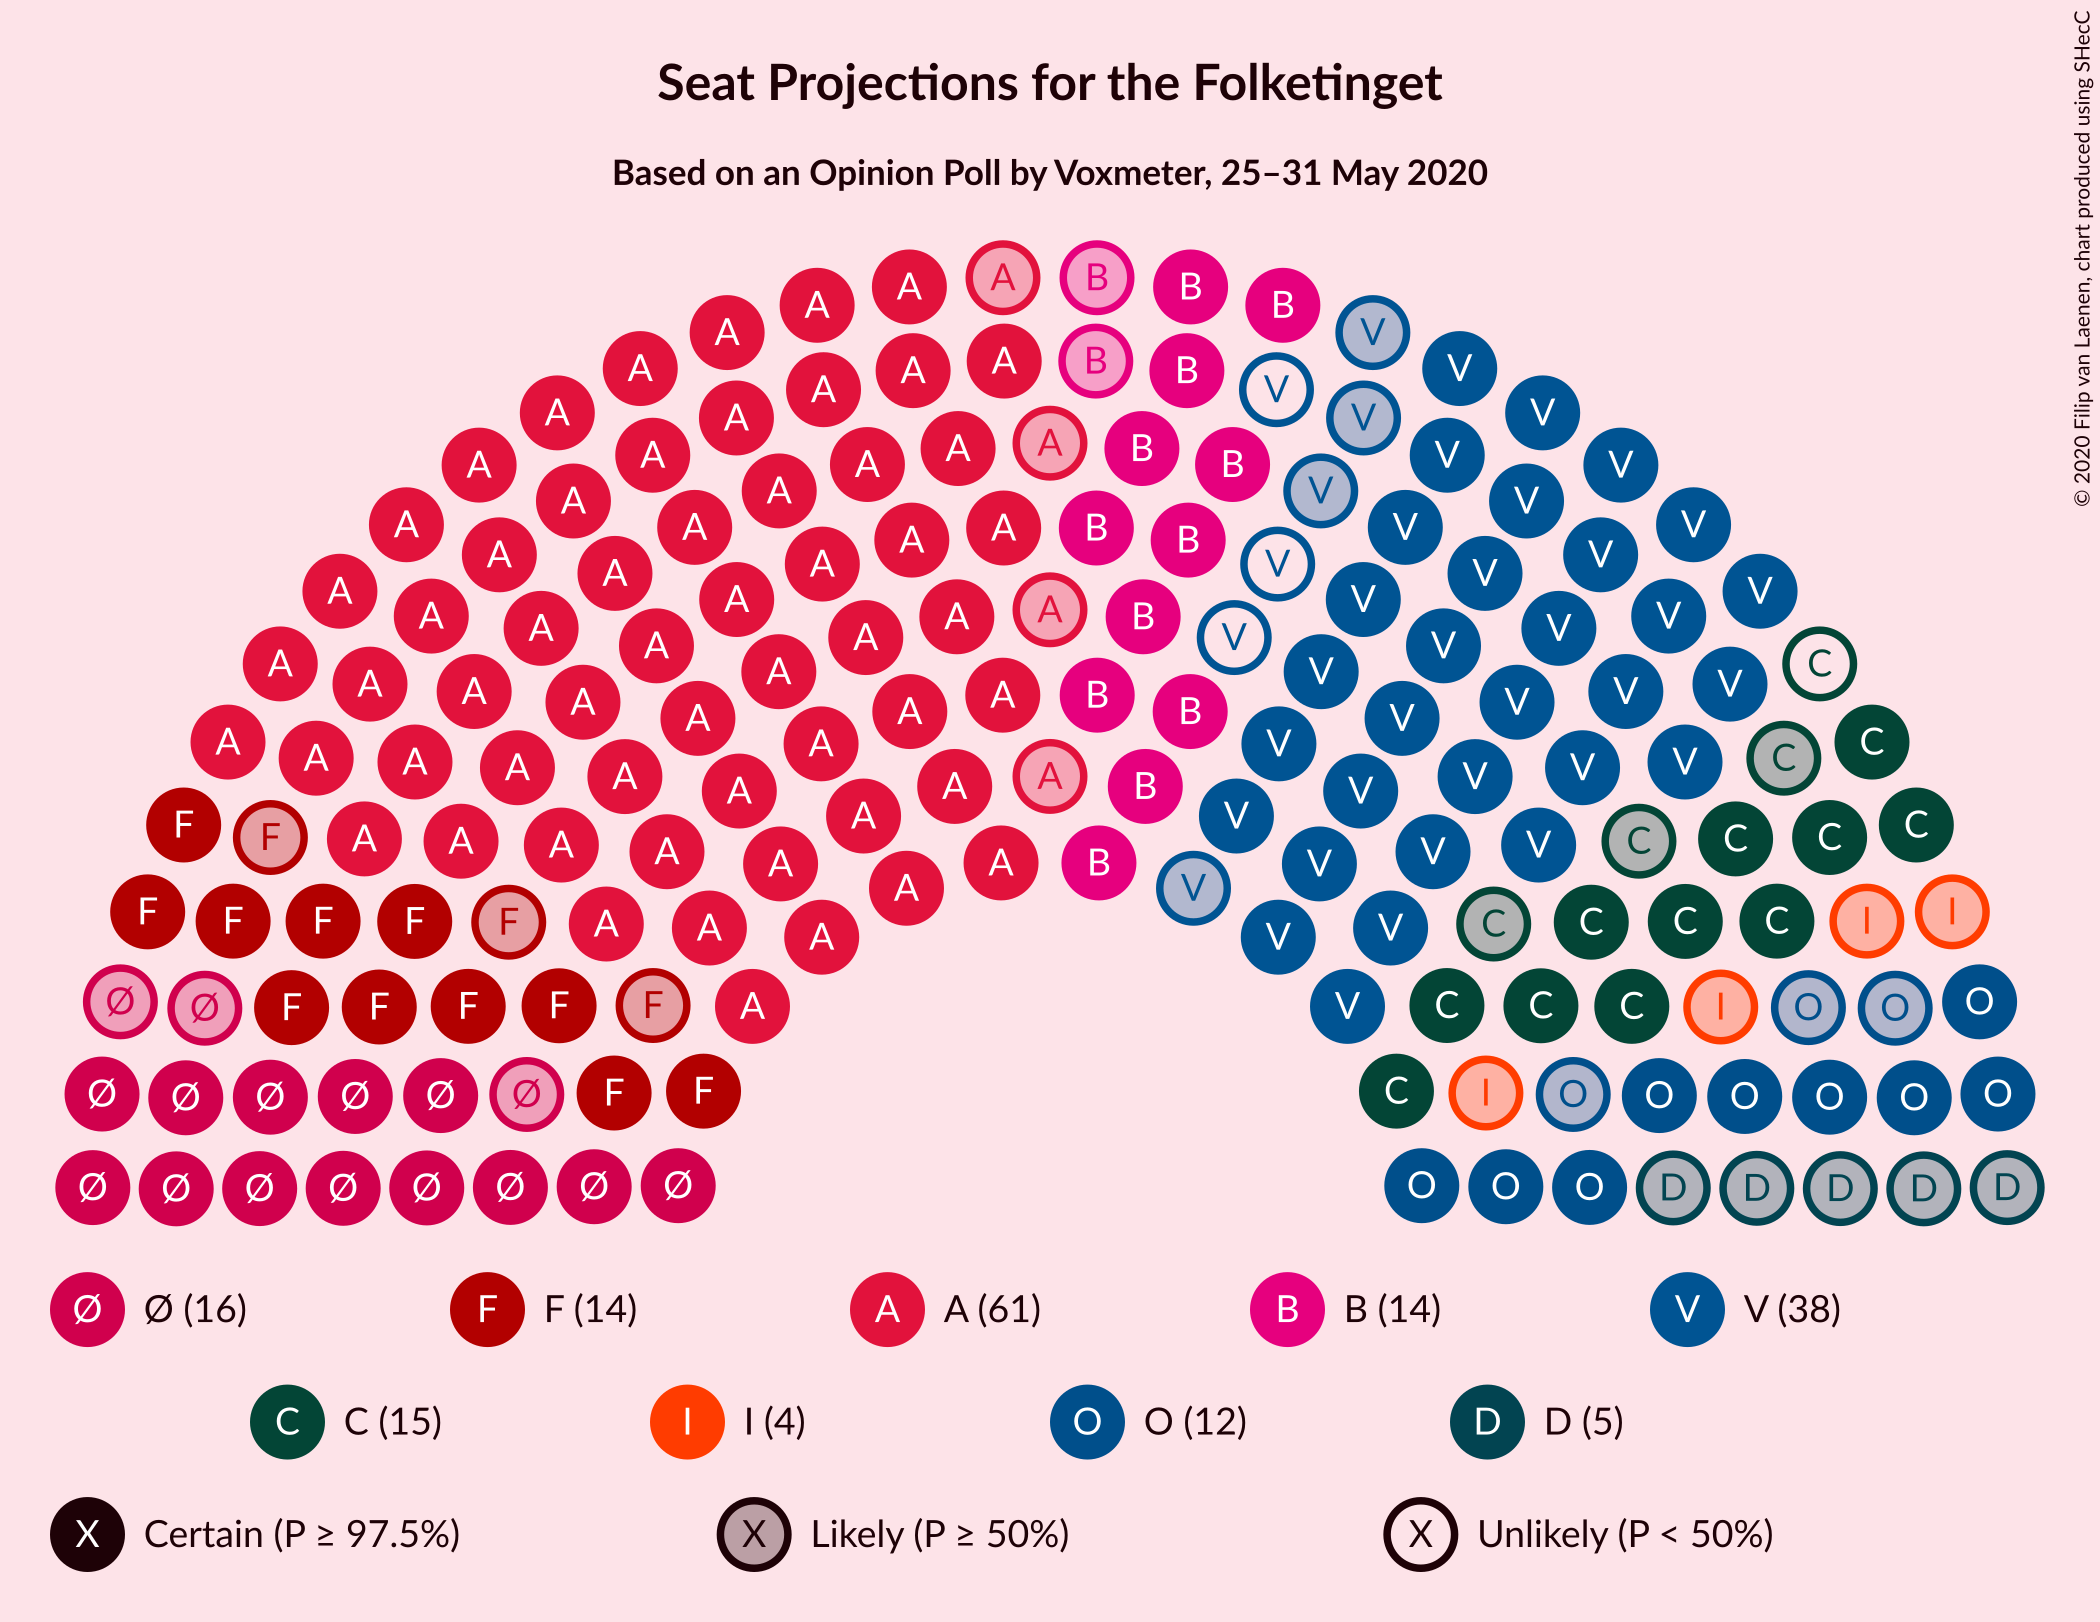 Seat Projections for the Folketinget
Based on an Opinion Poll by Voxmeter, 25–31 May 2020
© 2020 Filip van Laenen, chart produced using SHecC
A A A B B B V
A A A A A B B V V V
A A A A A A A B B V V V V
A A A A A A A B B V V V V V
A A A A A A A A B V V V V V V
A A A A A A A A B B V V V V V C
A A A A A A A A A B V V V V V V C C
F F A A A A A A A B V V V V C C C C
F F F F F A A A V V C C C C I I
Ø Ø F F F F F A V C C C I O O O
Ø Ø Ø Ø Ø Ø F F C I O O O O O O
Ø Ø Ø Ø Ø Ø Ø Ø O O O D D D D D
Ø Ø (16) F F (14) A A (61) B B (14) V V (38)
C C (15) I I (4) O O (12) D D (5)
X Certain (P ≥ 97.5%) X Likely (P ≥ 50%) X Unlikely (P < 50%)